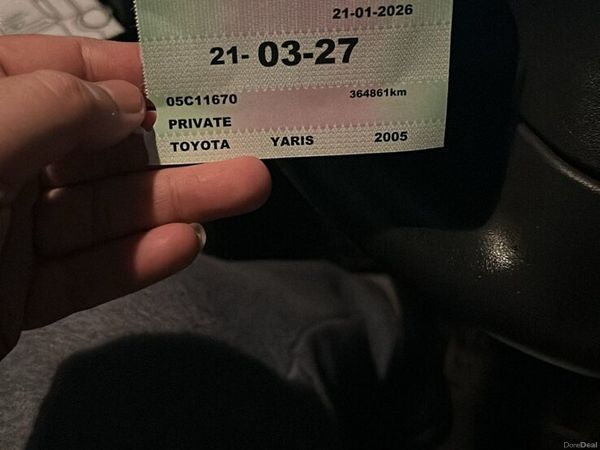 21-01-2026
21- 03-27
05C11670 364861km
PRIVATE
TOYOTA YARIS 2005
DoneDeal